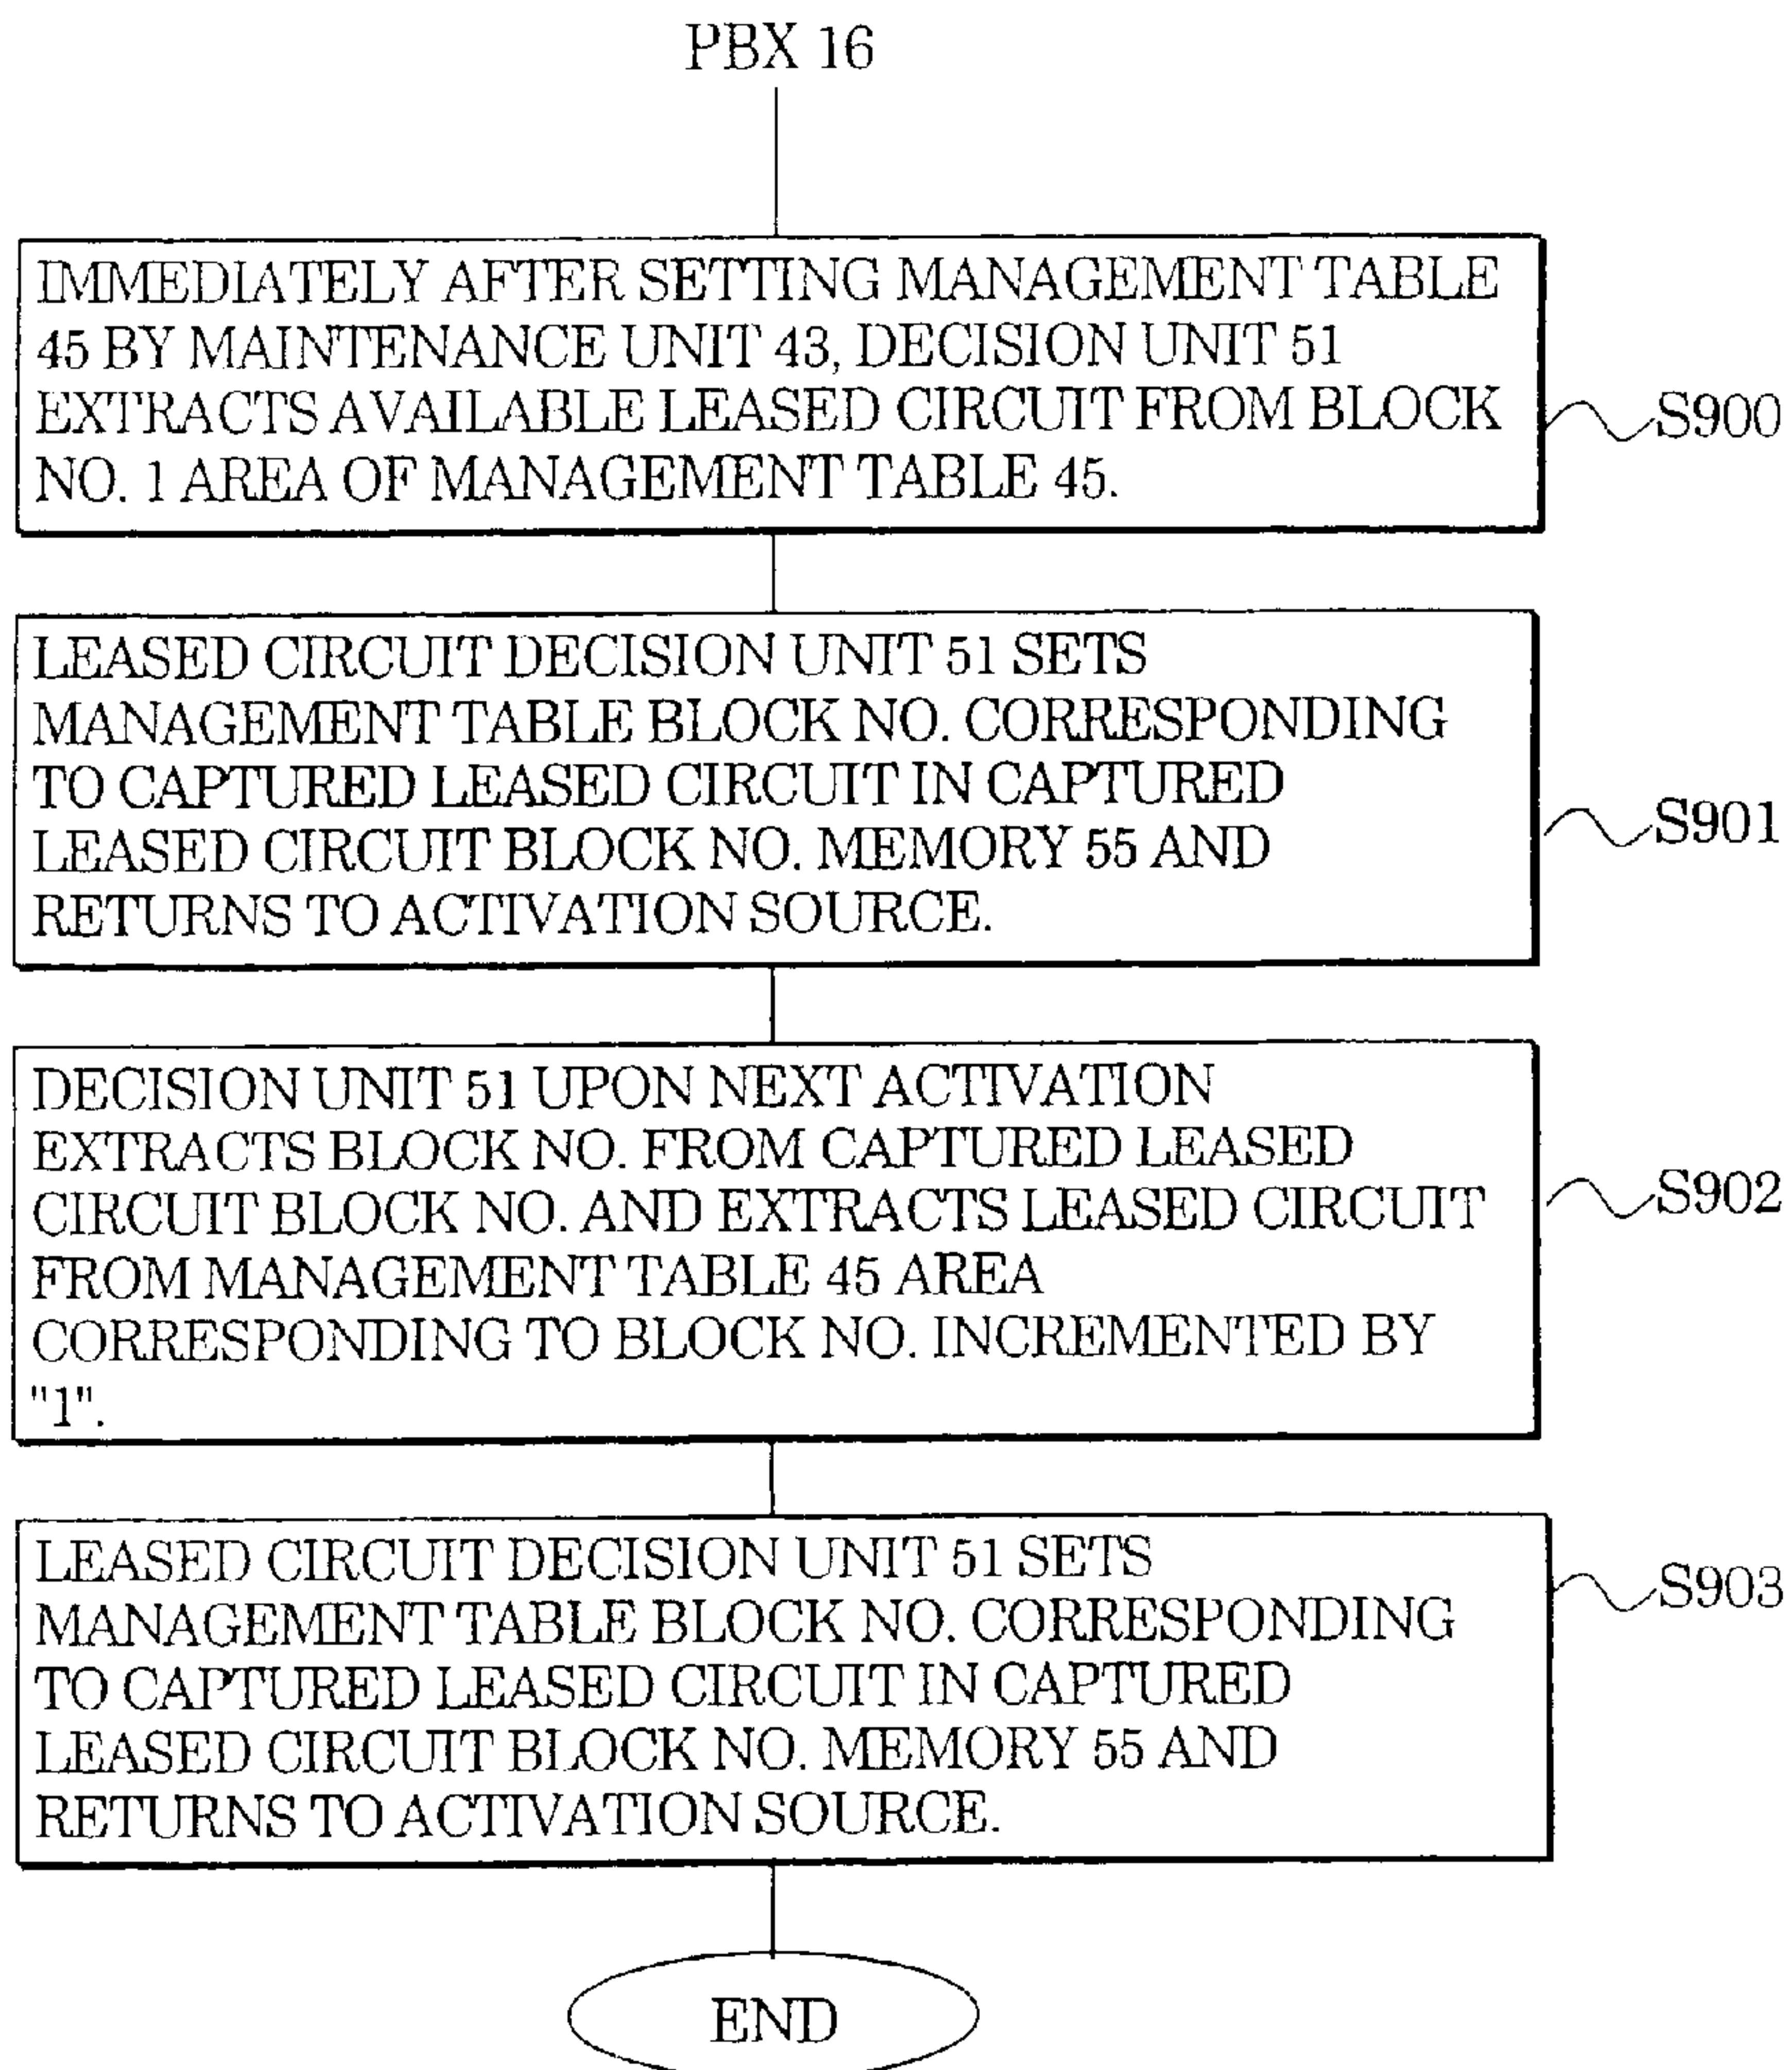 PBX 16
IMMEDIATELY AFTER SETTING MANAGEMENT TABLE
45 BY MAINTENANCE UNIT 43, DECISION UNIT 51
EXTRACTS AVAILABLE LEASED CIRCUIT FROM BLOCK
NO. 1 AREA OF MANAGEMENT TABLE 45.
S900
LEASED CIRCUIT DECISION UNIT 51 SETS
MANAGEMENT TABLE BLOCK NO. CORRESPONDING
TO CAPTURED LEASED CIRCUIT IN CAPTURED
LEASED CIRCUIT BLOCK NO. MEMORY 55 AND
RETURNS TO ACTIVATION SOURCE.
S901
DECISION UNIT 51 UPON NEXT ACTIVATION
EXTRACTS BLOCK NO. FROM CAPTURED LEASED
CIRCUIT BLOCK NO. AND EXTRACTS LEASED CIRCUIT
FROM MANAGEMENT TABLE 45 AREA
CORRESPONDING TO BLOCK NO. INCREMENTED BY
"1".
S902
LEASED CIRCUIT DECISION UNIT 51 SETS
MANAGEMENT TABLE BLOCK NO. CORRESPONDING
TO CAPTURED LEASED CIRCUIT IN CAPTURED
LEASED CIRCUIT BLOCK NO. MEMORY 55 AND
RETURNS TO ACTIVATION SOURCE.
S903
END